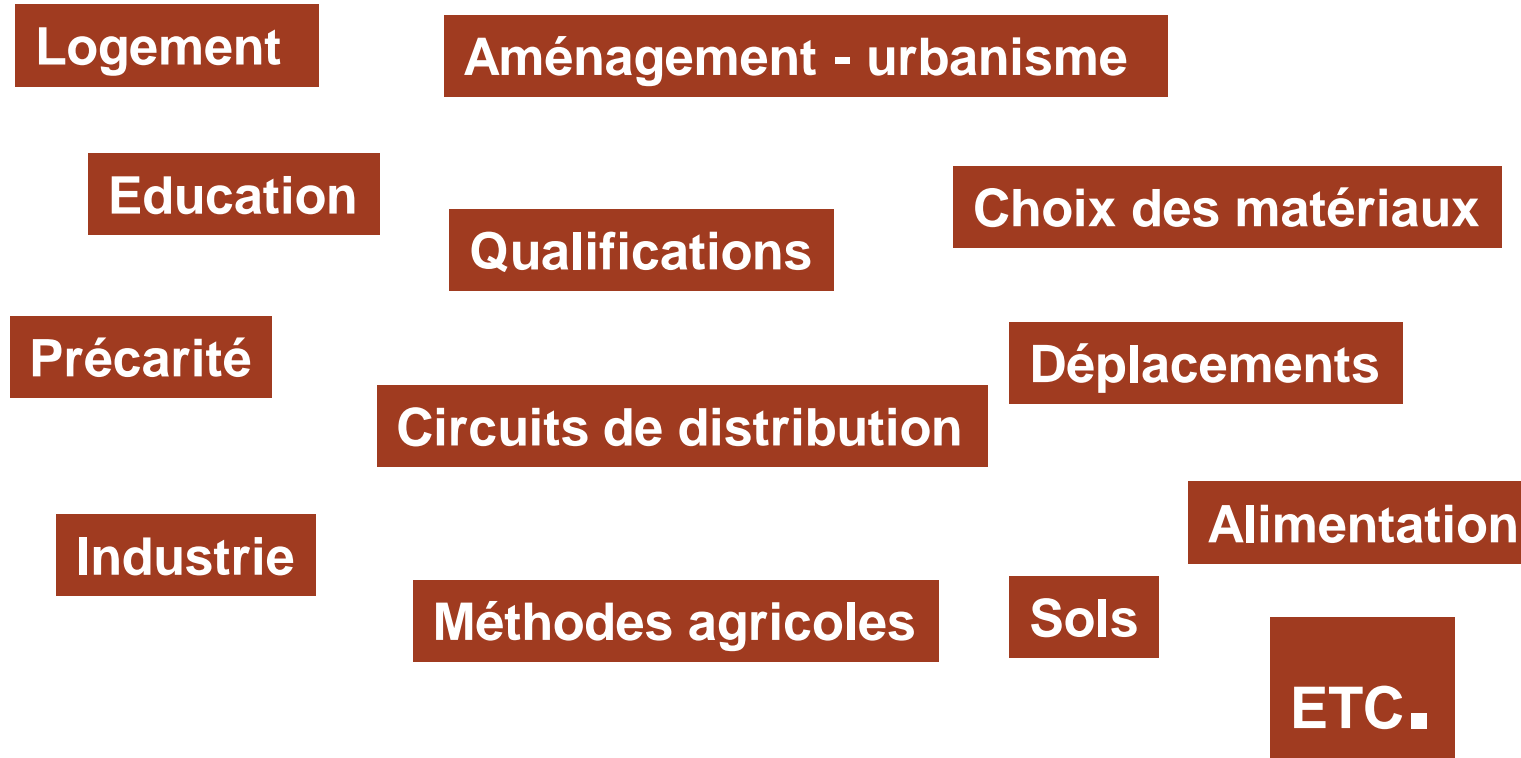 Logement
Aménagement - urbanisme
Education
Choix des matériaux
Qualifications
Précarité
Déplacements
Circuits de distribution
Alimentation
Industrie
Méthodes agricoles
Sols
ETC.